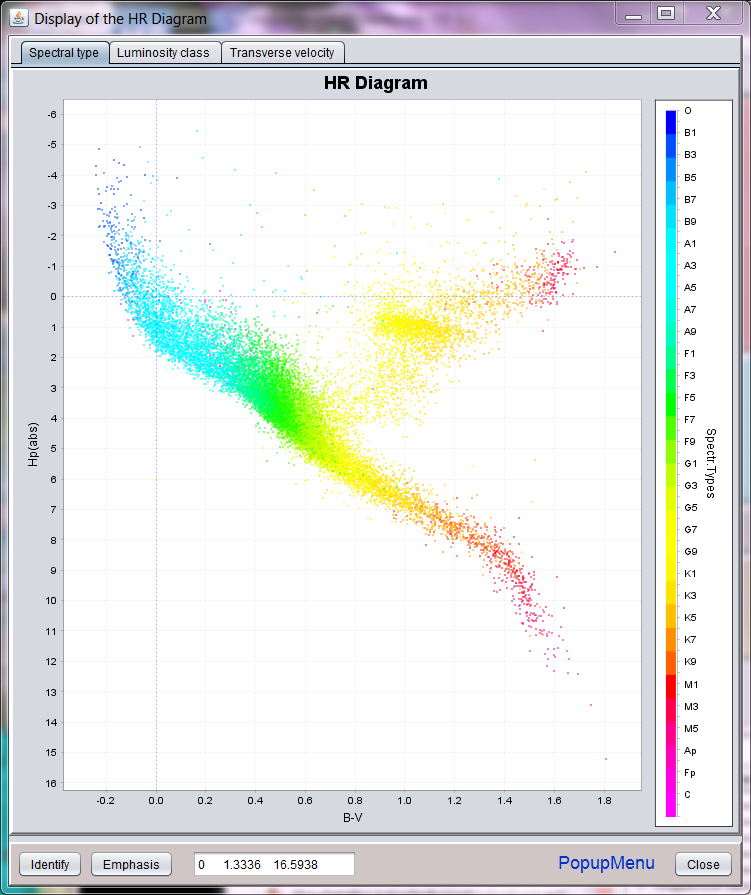 Display of the HR Diagram
Spectral type
Luminosity class
Transverse velocity
HR Diagram
-6
-5
-4
-3
-2
-1
0
1
2
3
4
5
6
7
8
9
10
11
12
13
14
15
16
Hp(abs)
-0.2
0.0
0.2
0.4
0.6
0.8
1.0
1.2
1.4
1.6
1.8
B-V
O
B1
B3
B5
B7
B9
A1
A3
A5
A7
A9
F1
F3
F5
F7
F9
G1
G3
G5
G7
G9
K1
K3
K5
K7
K9
M1
M3
M5
Ap
Fp
C
Spectr.Types
Identify
Emphasis
0 1.3336 16.5938
PopupMenu
Close